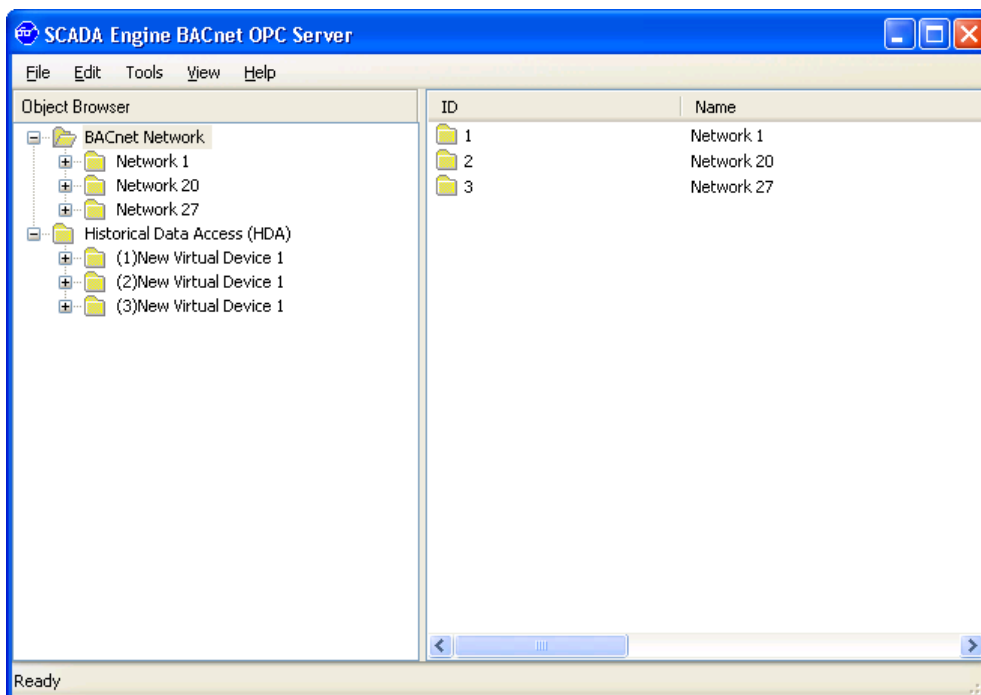 SCADA Engine BACnet OPC Server
File Edit Tools View Help
Object Browser
BACnet Network
Network 1
Network 20
Network 27
Historical Data Access (HDA)
(1)New Virtual Device 1
(2)New Virtual Device 1
(3)New Virtual Device 1
ID Name
1 Network 1
2 Network 20
3 Network 27
Ready